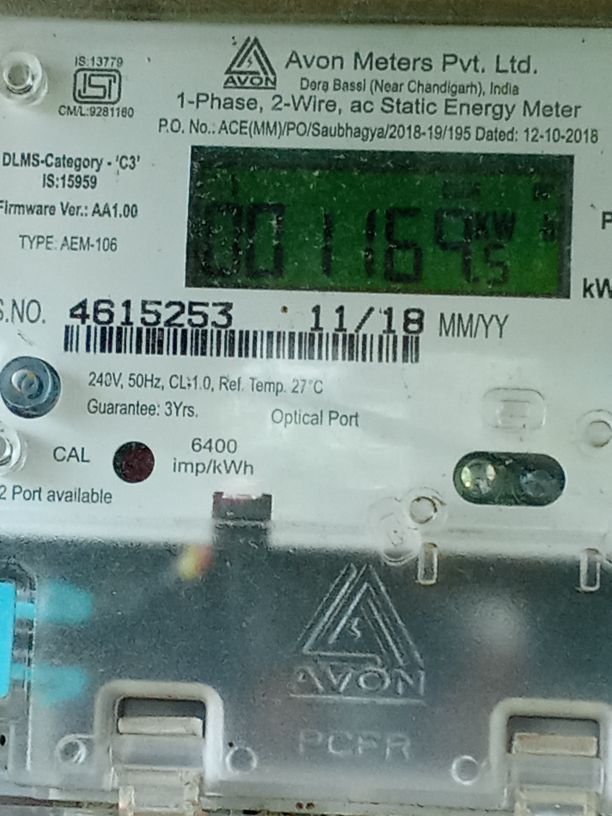 IS:13779
CM/L:9281160
AVON
Avon Meters Pvt. Ltd.
Dera Bassi (Near Chandigarh), India
1-Phase, 2-Wire, ac Static Energy Meter
P.O. No.: ACE(MM)/PO/Saubhagya/2018-19/195 Dated: 12-10-2018
DLMS-Category - 'C3'
IS:15959
Firmware Ver.: AA1.00
TYPE: AEM-106
001169.5 kWh
S.NO. 4615253 11/18 MM/YY
240V, 50Hz, CL:1.0, Ref. Temp. 27°C
Guarantee: 3Yrs.
Optical Port
CAL
6400
imp/kWh
2 Port available
AVON